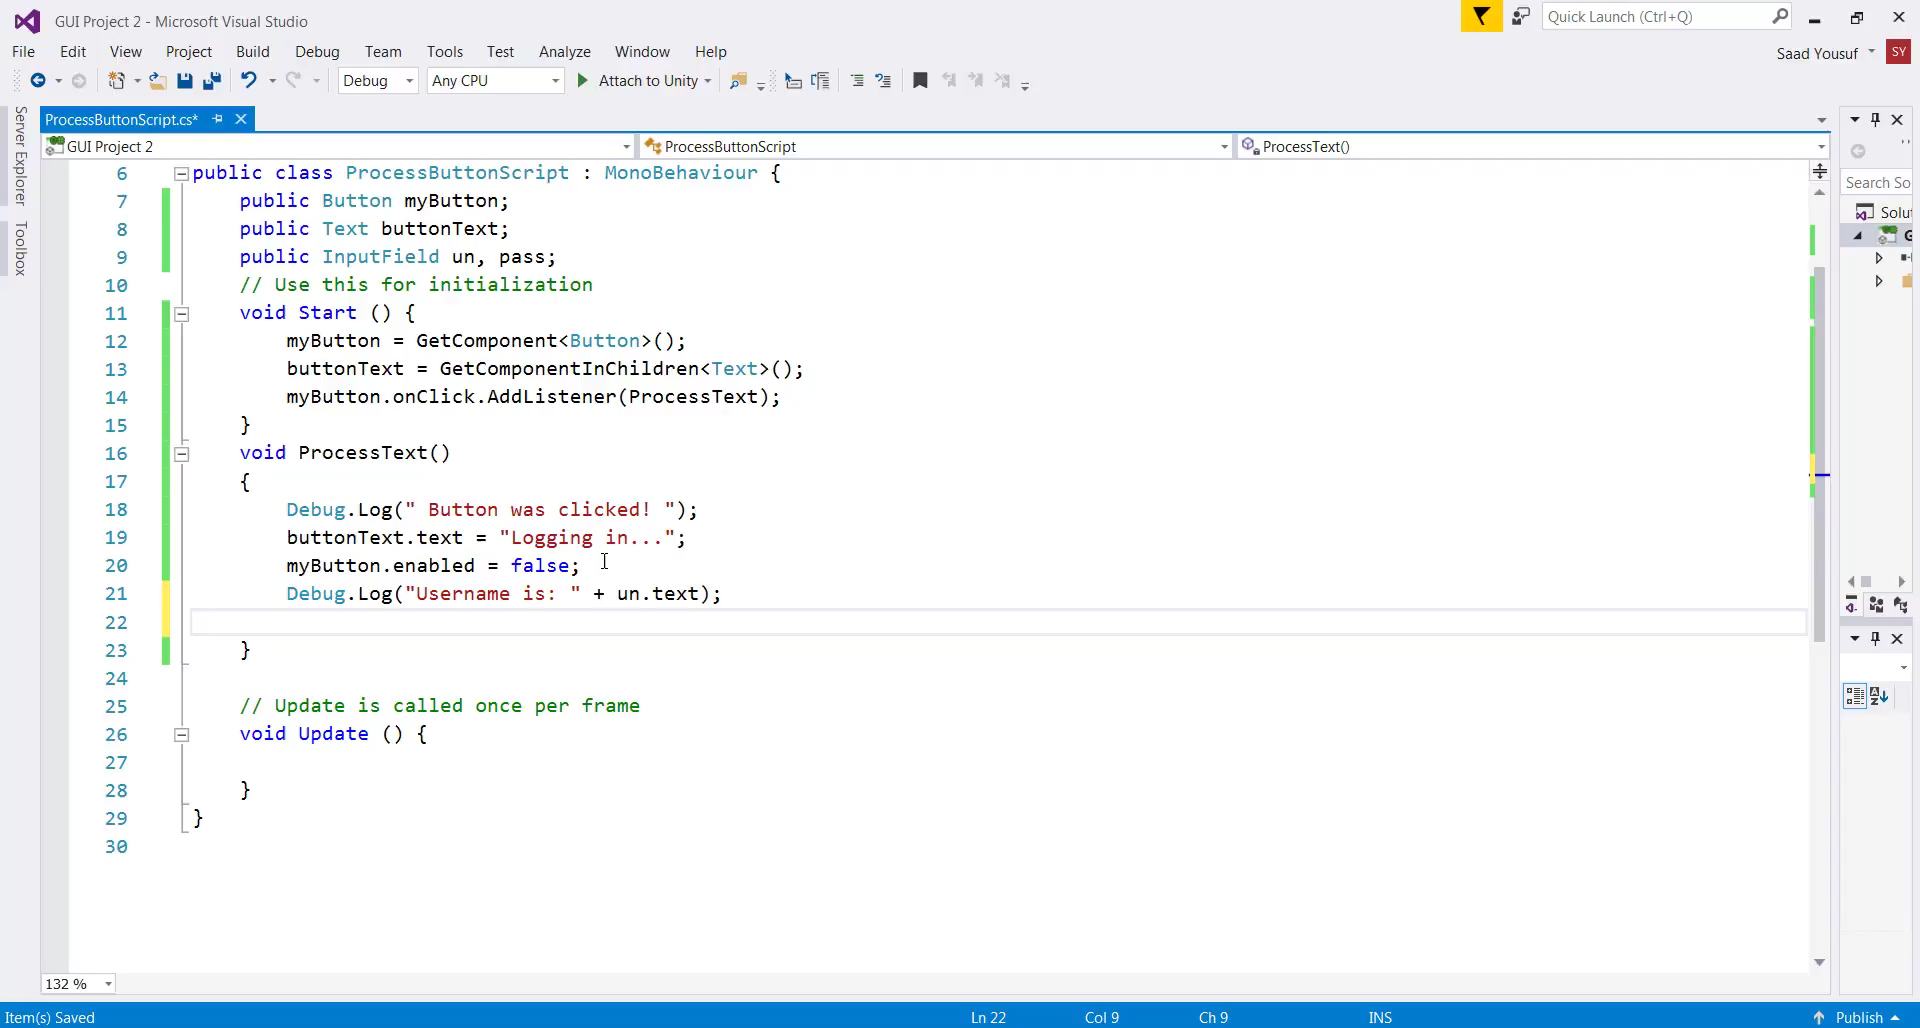 GUI Project 2 - Microsoft Visual Studio
Quick Launch (Ctrl+Q)
File Edit View Project Build Debug Team Tools Test Analyze Window Help
Saad Yousuf SY
Debug Any CPU Attach to Unity
Server Explorer
Toolbox
ProcessButtonScript.cs*
GUI Project 2 ProcessButtonScript ProcessText()
Search So
Solut
G
6 public class ProcessButtonScript : MonoBehaviour {
7 public Button myButton;
8 public Text buttonText;
9 public InputField un, pass;
10 // Use this for initialization
11 void Start () {
12 myButton = GetComponent<Button>();
13 buttonText = GetComponentInChildren<Text>();
14 myButton.onClick.AddListener(ProcessText);
15 }
16 void ProcessText()
17 {
18 Debug.Log(" Button was clicked! ");
19 buttonText.text = "Logging in...";
20 myButton.enabled = false;
21 Debug.Log("Username is: " + un.text);
22
23 }
24
25 // Update is called once per frame
26 void Update () {
27
28 }
29 }
30
132 %
Item(s) Saved Ln 22 Col 9 Ch 9 INS Publish